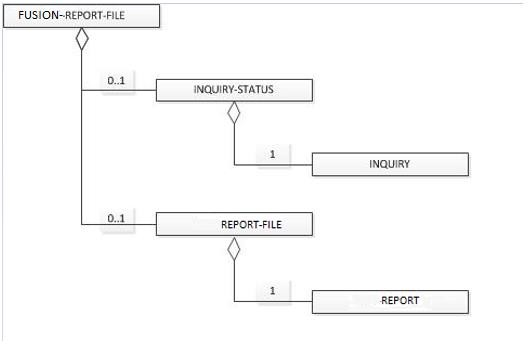 FUSION-REPORT-FILE
0..1
INQUIRY-STATUS
1
INQUIRY
0..1
REPORT-FILE
1
REPORT